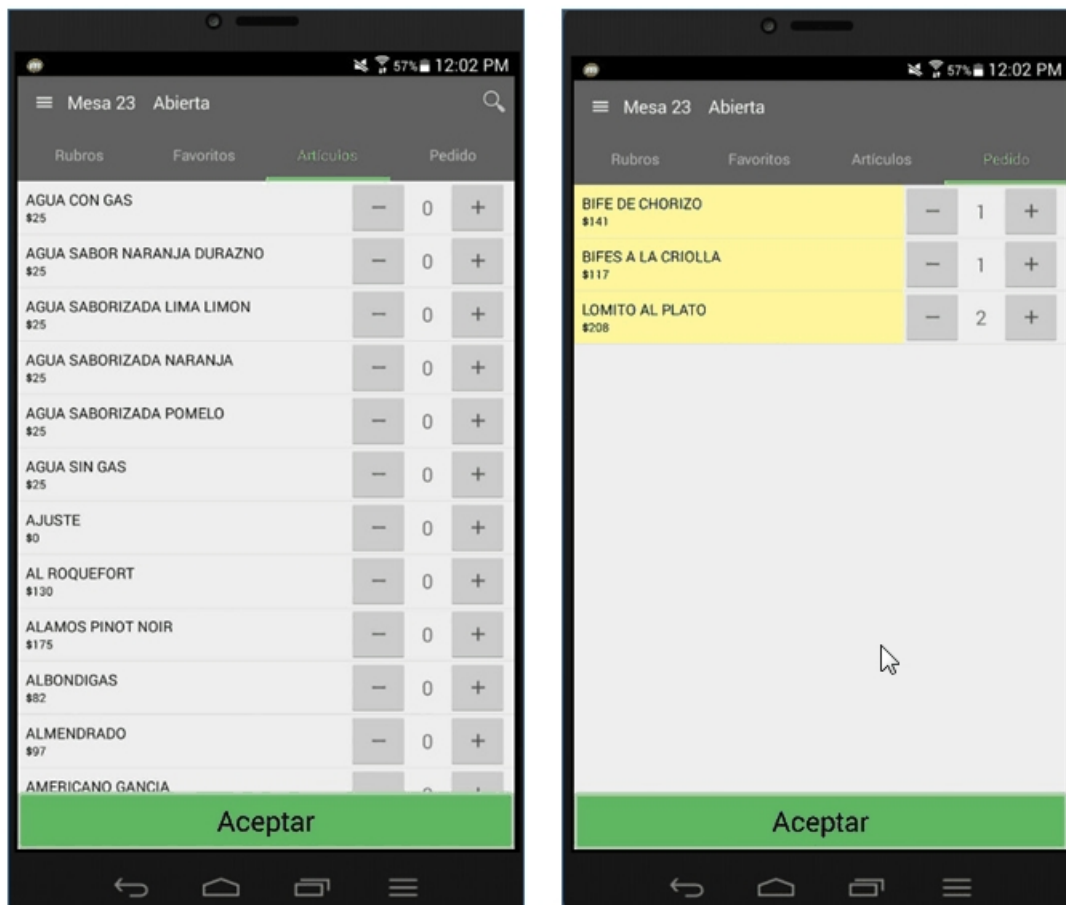 57% 12:02 PM
Mesa 23 Abierta
Rubros Favoritos Artículos Pedido
AGUA CON GAS
$25
− 0 +
AGUA SABOR NARANJA DURAZNO
$25
− 0 +
AGUA SABORIZADA LIMA LIMON
$25
− 0 +
AGUA SABORIZADA NARANJA
$25
− 0 +
AGUA SABORIZADA POMELO
$25
− 0 +
AGUA SIN GAS
$25
− 0 +
AJUSTE
$0
− 0 +
AL ROQUEFORT
$130
− 0 +
ALAMOS PINOT NOIR
$175
− 0 +
ALBONDIGAS
$82
− 0 +
ALMENDRADO
$97
− 0 +
AMERICANO GANCIA
Aceptar
57% 12:02 PM
Mesa 23 Abierta
Rubros Favoritos Artículos Pedido
BIFE DE CHORIZO
$141
− 1 +
BIFES A LA CRIOLLA
$117
− 1 +
LOMITO AL PLATO
$208
− 2 +
Aceptar